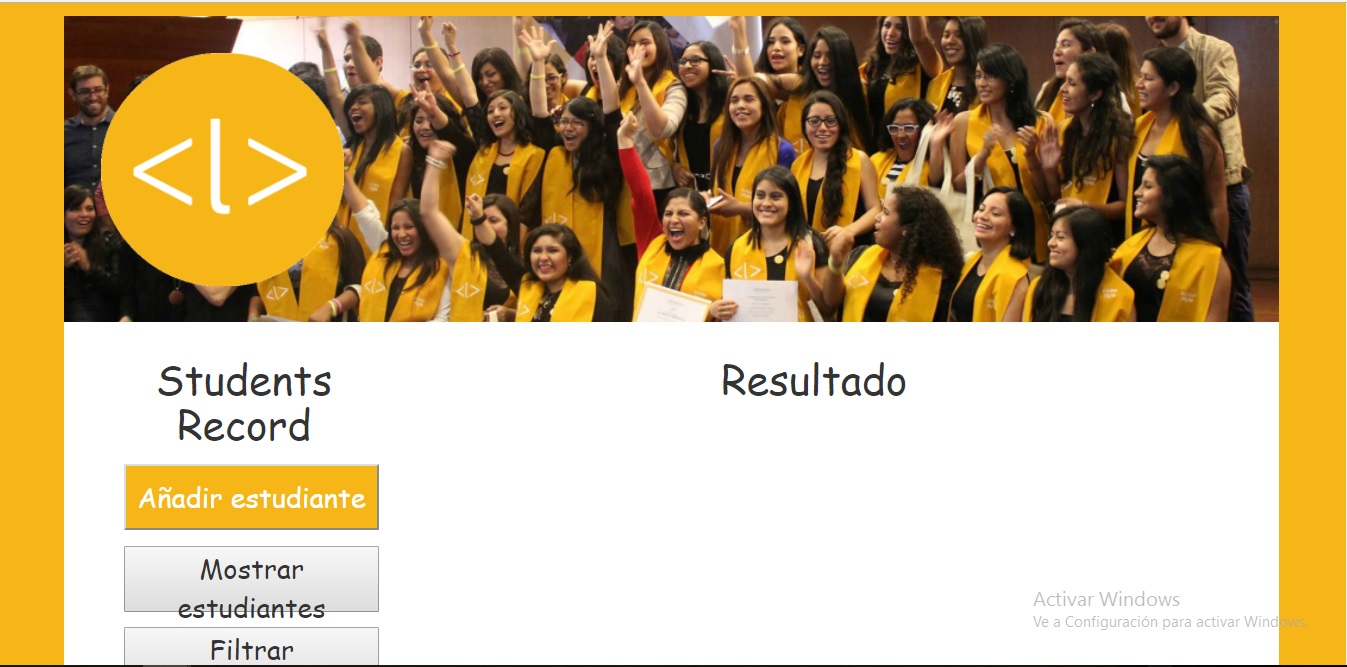 <l>
Students
Record
Resultado
Añadir estudiante
Mostrar
estudiantes
Filtrar
Activar Windows
Ve a Configuración para activar Windows.